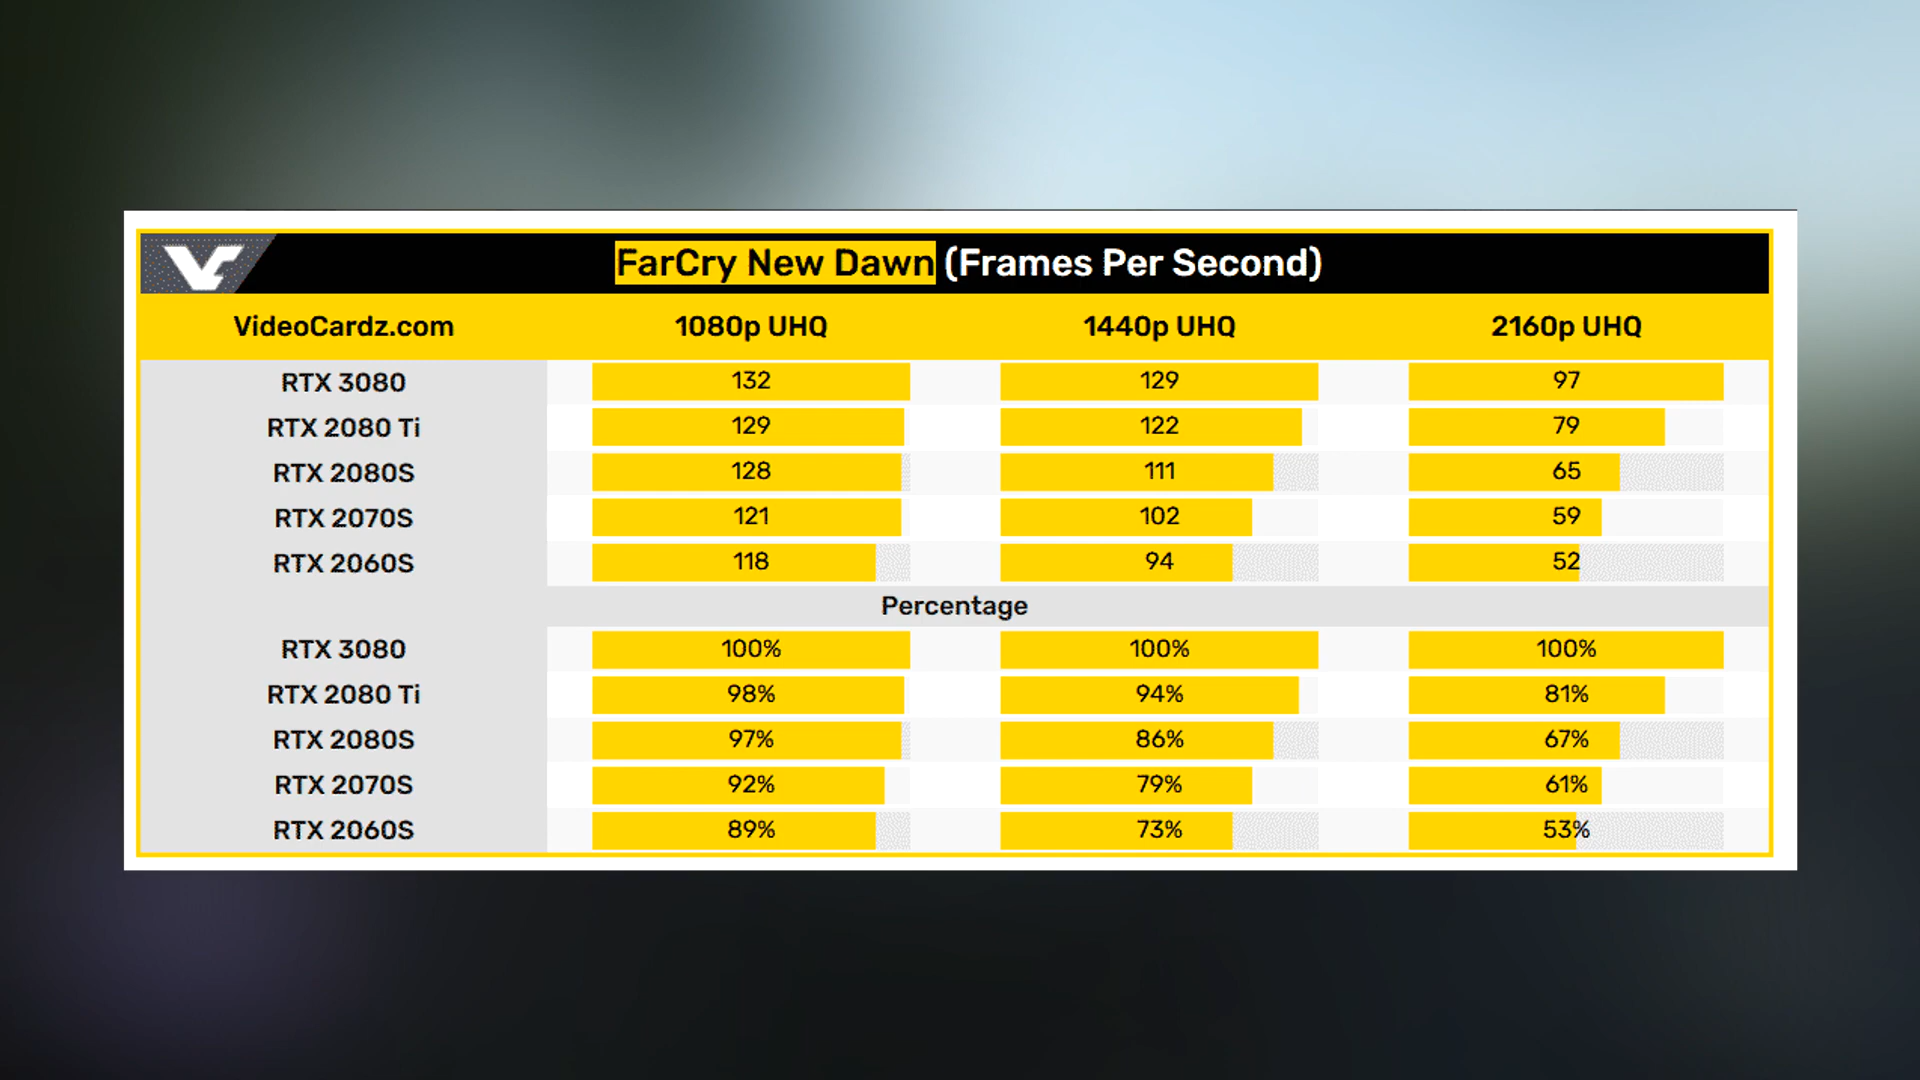 FarCry New Dawn (Frames Per Second)
VideoCardz.com 1080p UHQ 1440p UHQ 2160p UHQ
RTX 3080 132 129 97
RTX 2080 Ti 129 122 79
RTX 2080S 128 111 65
RTX 2070S 121 102 59
RTX 2060S 118 94 52
Percentage
RTX 3080 100% 100% 100%
RTX 2080 Ti 98% 94% 81%
RTX 2080S 97% 86% 67%
RTX 2070S 92% 79% 61%
RTX 2060S 89% 73% 53%